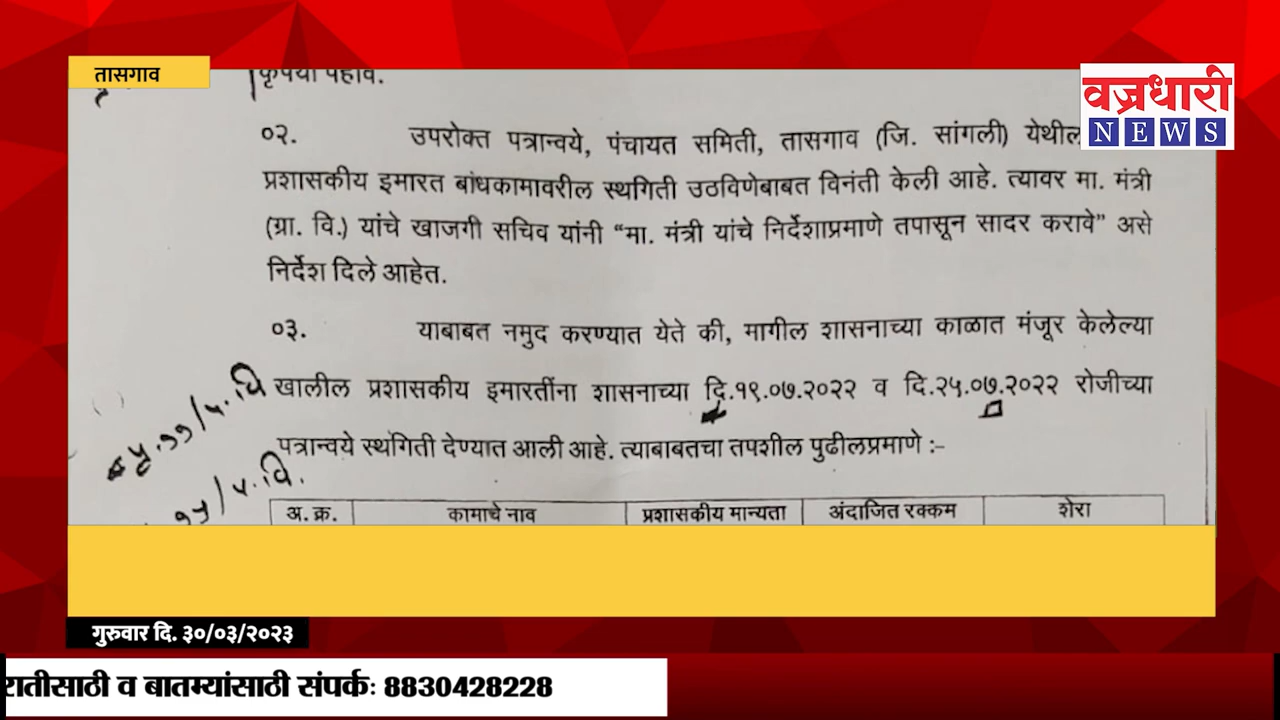 तासगाव
वज्रधारी
NEWS
कृपया पहावे.
०२. उपरोक्त पत्रान्वये, पंचायत समिती, तासगाव (जि. सांगली) येथील
प्रशासकीय इमारत बांधकामावरील स्थगिती उठविणेबाबत विनंती केली आहे. त्यावर मा. मंत्री
(ग्रा. वि.) यांचे खाजगी सचिव यांनी “मा. मंत्री यांचे निर्देशाप्रमाणे तपासून सादर करावे” असे
निर्देश दिले आहेत.
०३. याबाबत नमुद करण्यात येते की, मागील शासनाच्या काळात मंजूर केलेल्या
खालील प्रशासकीय इमारतींना शासनाच्या दि.१९.०७.२०२२ व दि.२५.०७.२०२२ रोजीच्या
पत्रान्वये स्थगिती देण्यात आली आहे. त्याबाबतचा तपशील पुढीलप्रमाणे :-
अ. क्र. कामाचे नाव प्रशासकीय मान्यता अंदाजित रक्कम शेरा
गुरुवार दि. ३०/०३/२०२३
रातीसाठी व बातम्यांसाठी संपर्कः 8830428228